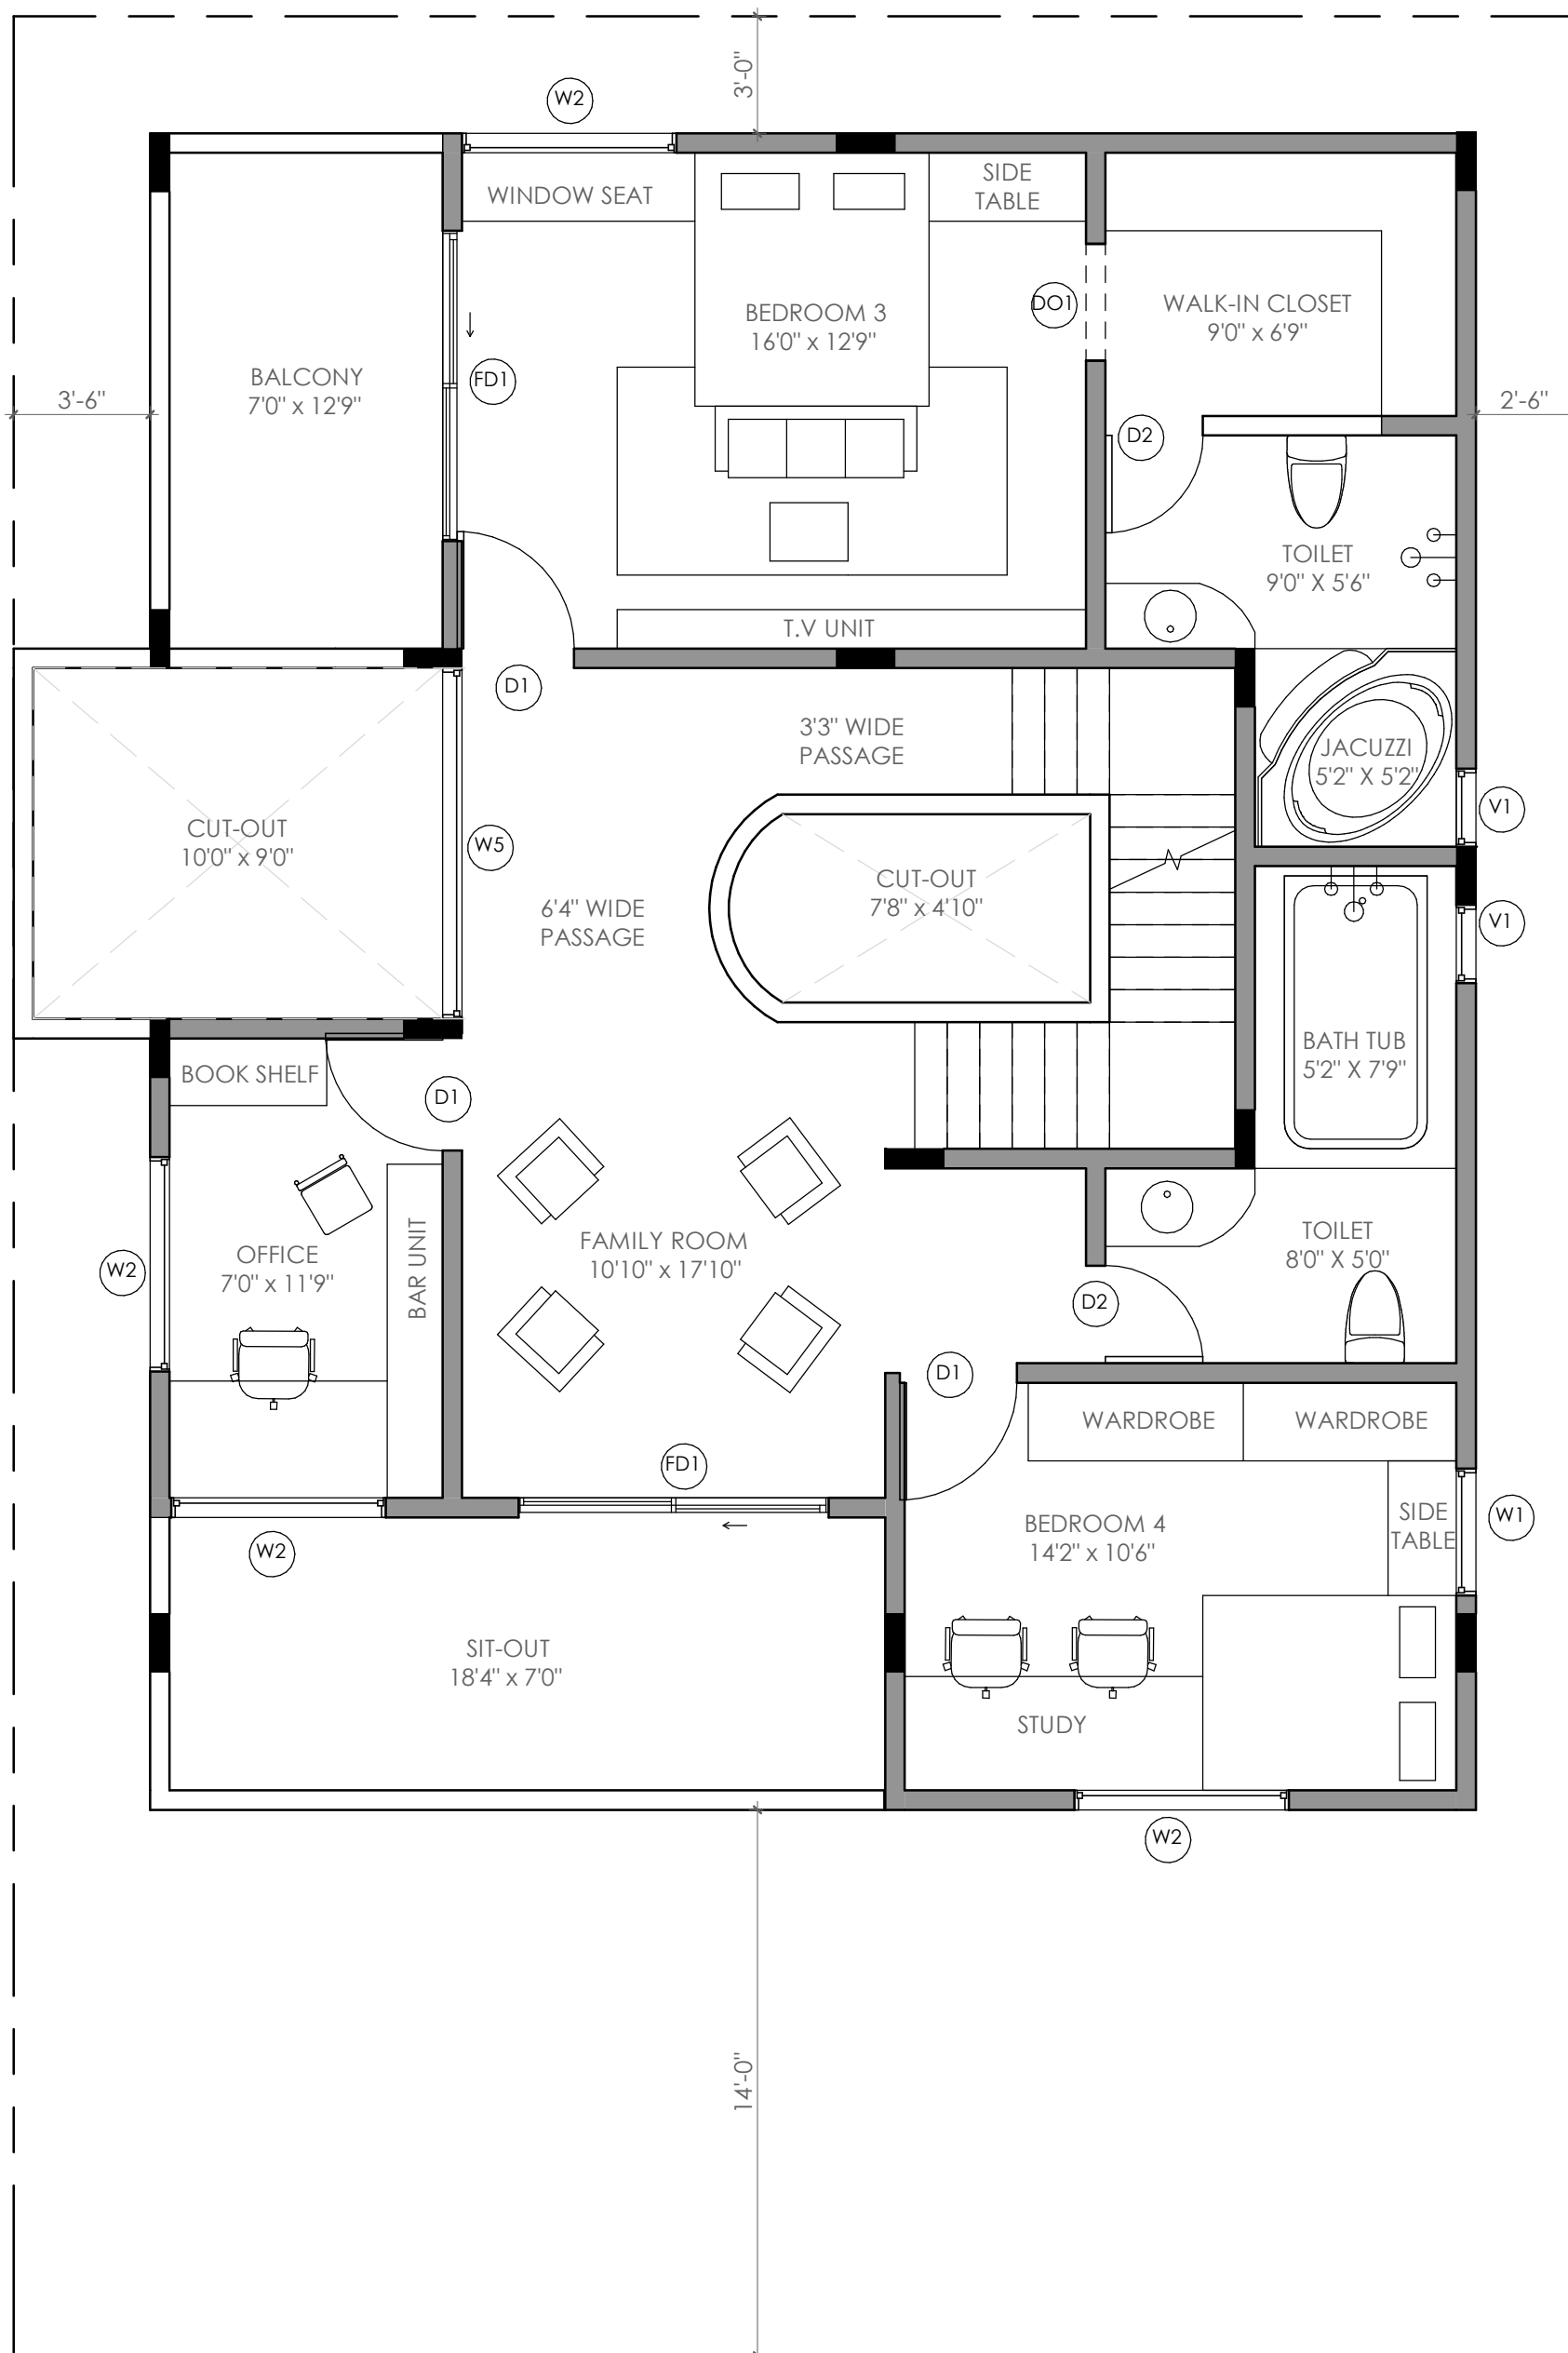 3'-0"
W2
WINDOW SEAT
SIDE
TABLE
BEDROOM 3
16'0" x 12'9"
DO1
WALK-IN CLOSET
9'0" x 6'9"
BALCONY
7'0" x 12'9"
FD1
3'-6"
2'-6"
D2
TOILET
9'0" X 5'6"
T.V UNIT
D1
3'3" WIDE
PASSAGE
JACUZZI
5'2" X 5'2"
V1
CUT-OUT
10'0" x 9'0"
W5
CUT-OUT
7'8" x 4'10"
6'4" WIDE
PASSAGE
V1
BATH TUB
5'2" X 7'9"
BOOK SHELF
D1
OFFICE
7'0" x 11'9"
BAR UNIT
FAMILY ROOM
10'10" x 17'10"
TOILET
8'0" X 5'0"
W2
D2
D1
WARDROBE
WARDROBE
FD1
BEDROOM 4
14'2" x 10'6"
SIDE
TABLE
W1
W2
SIT-OUT
18'4" x 7'0"
STUDY
W2
14'-0"